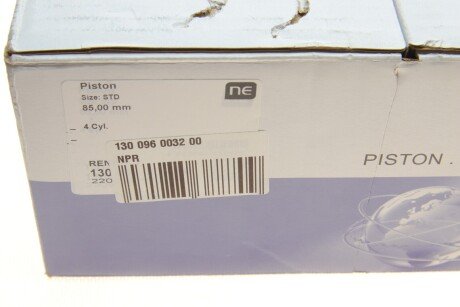 Piston
Size: STD
85,00 mm
4 Cyl.
ne
130 096 0032 00
NPR
REN
130
220
PISTON .